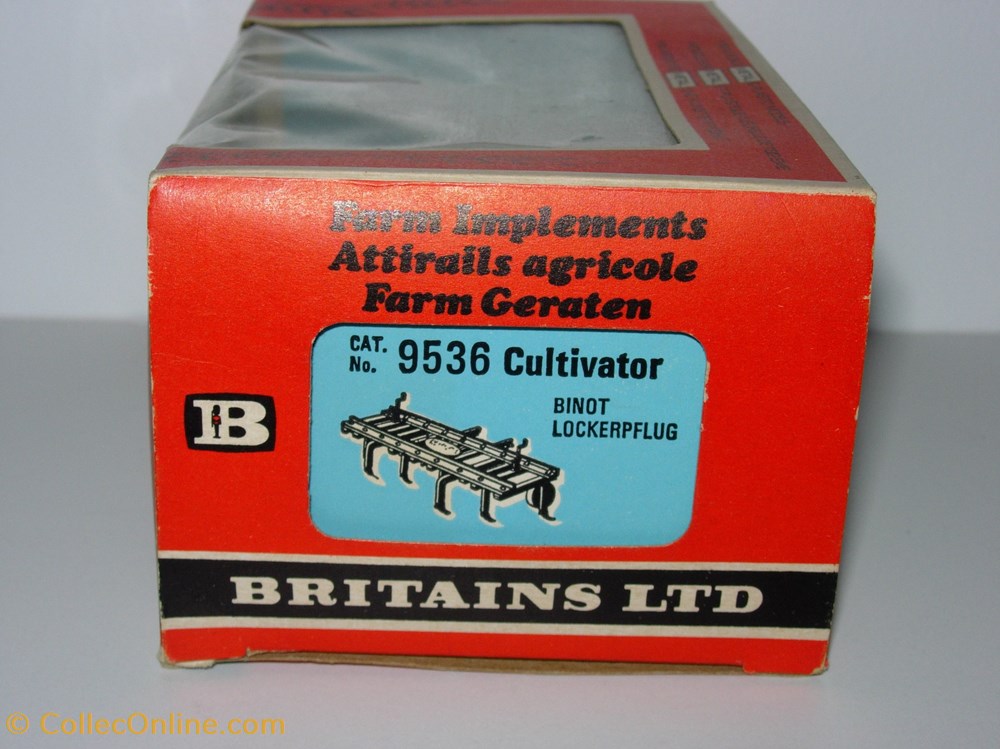 Farm Implements
Attirails agricole
Farm Geraten
CAT. No. 9536 Cultivator
BINOT
LOCKERPFLUG
B
BRITAINS LTD
© CollecOnline.com